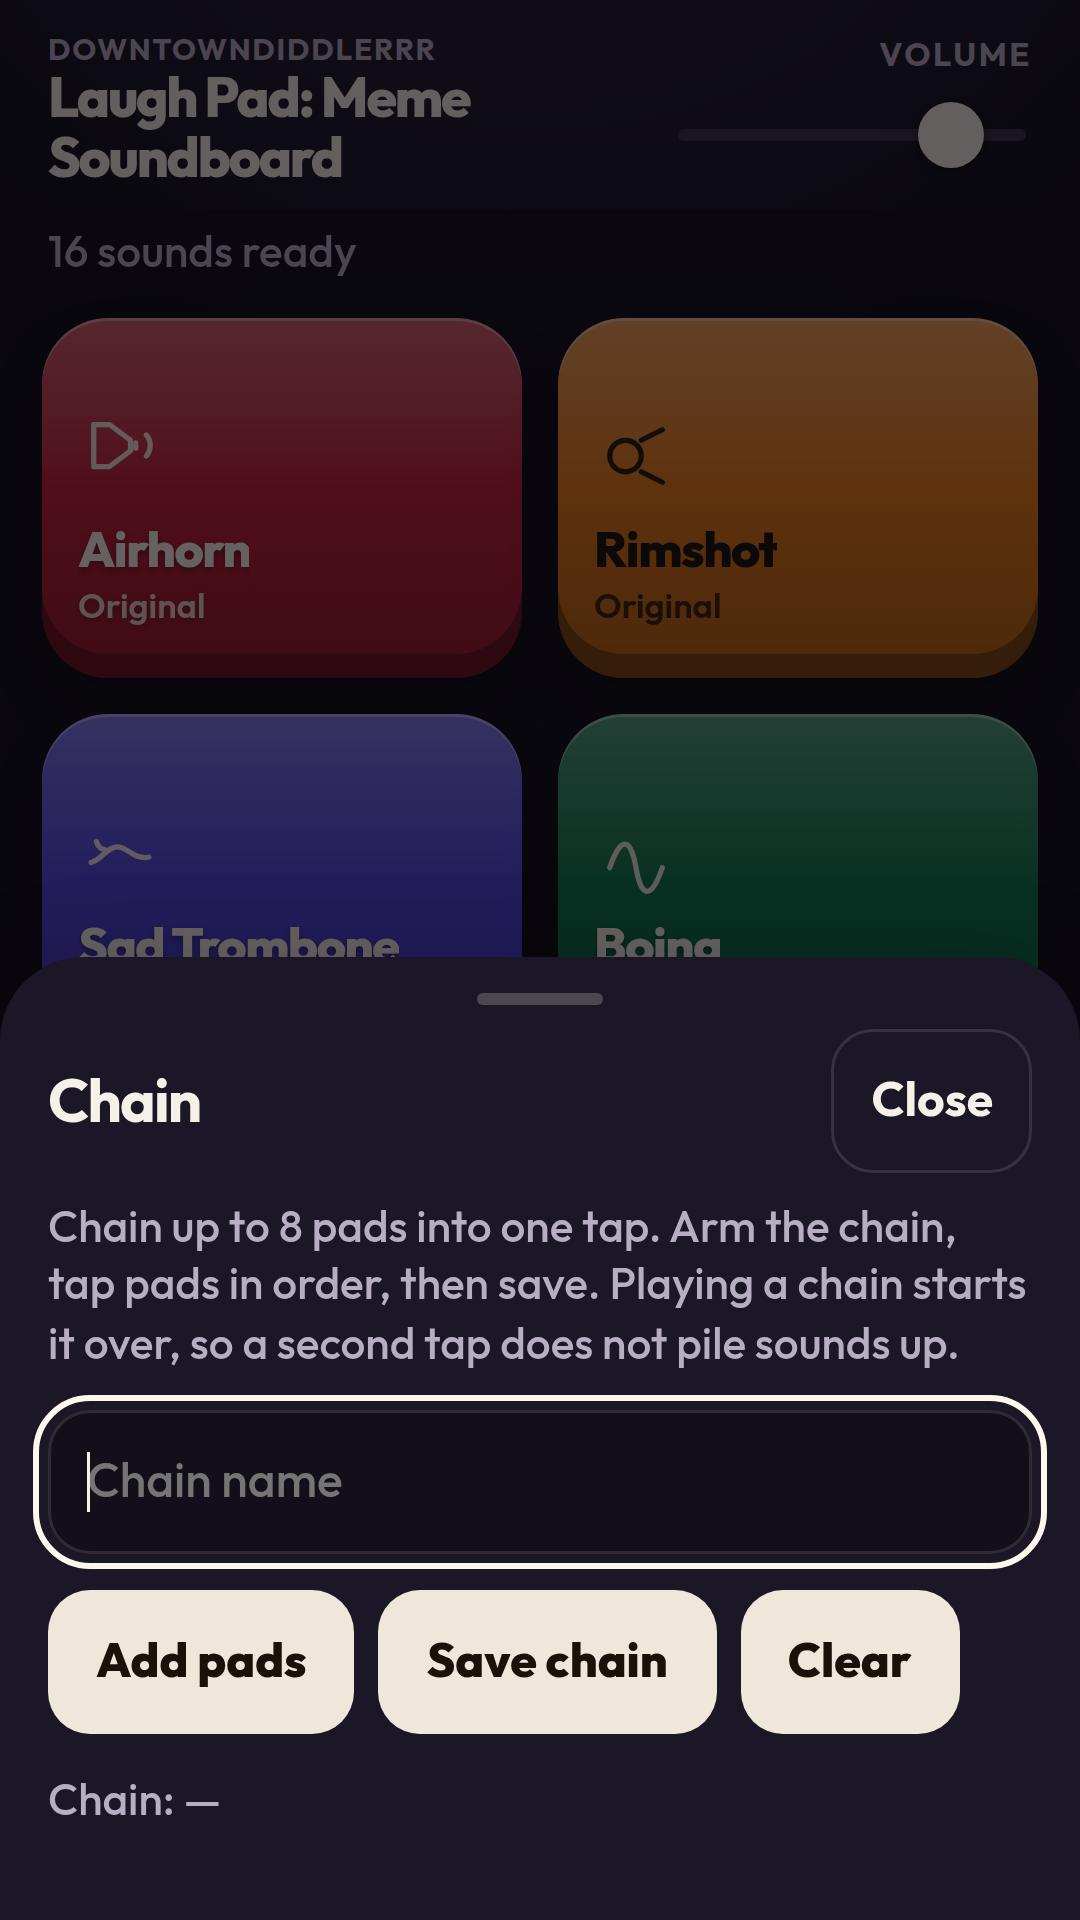 DOWNTOWNDIDDLERRR
VOLUME
Laugh Pad: Meme
Soundboard
16 sounds ready
Airhorn
Original
Rimshot
Original
Sad Trombone
Boing
Chain
Close
Chain up to 8 pads into one tap. Arm the chain,
tap pads in order, then save. Playing a chain starts
it over, so a second tap does not pile sounds up.
Chain name
Add pads
Save chain
Clear
Chain: —